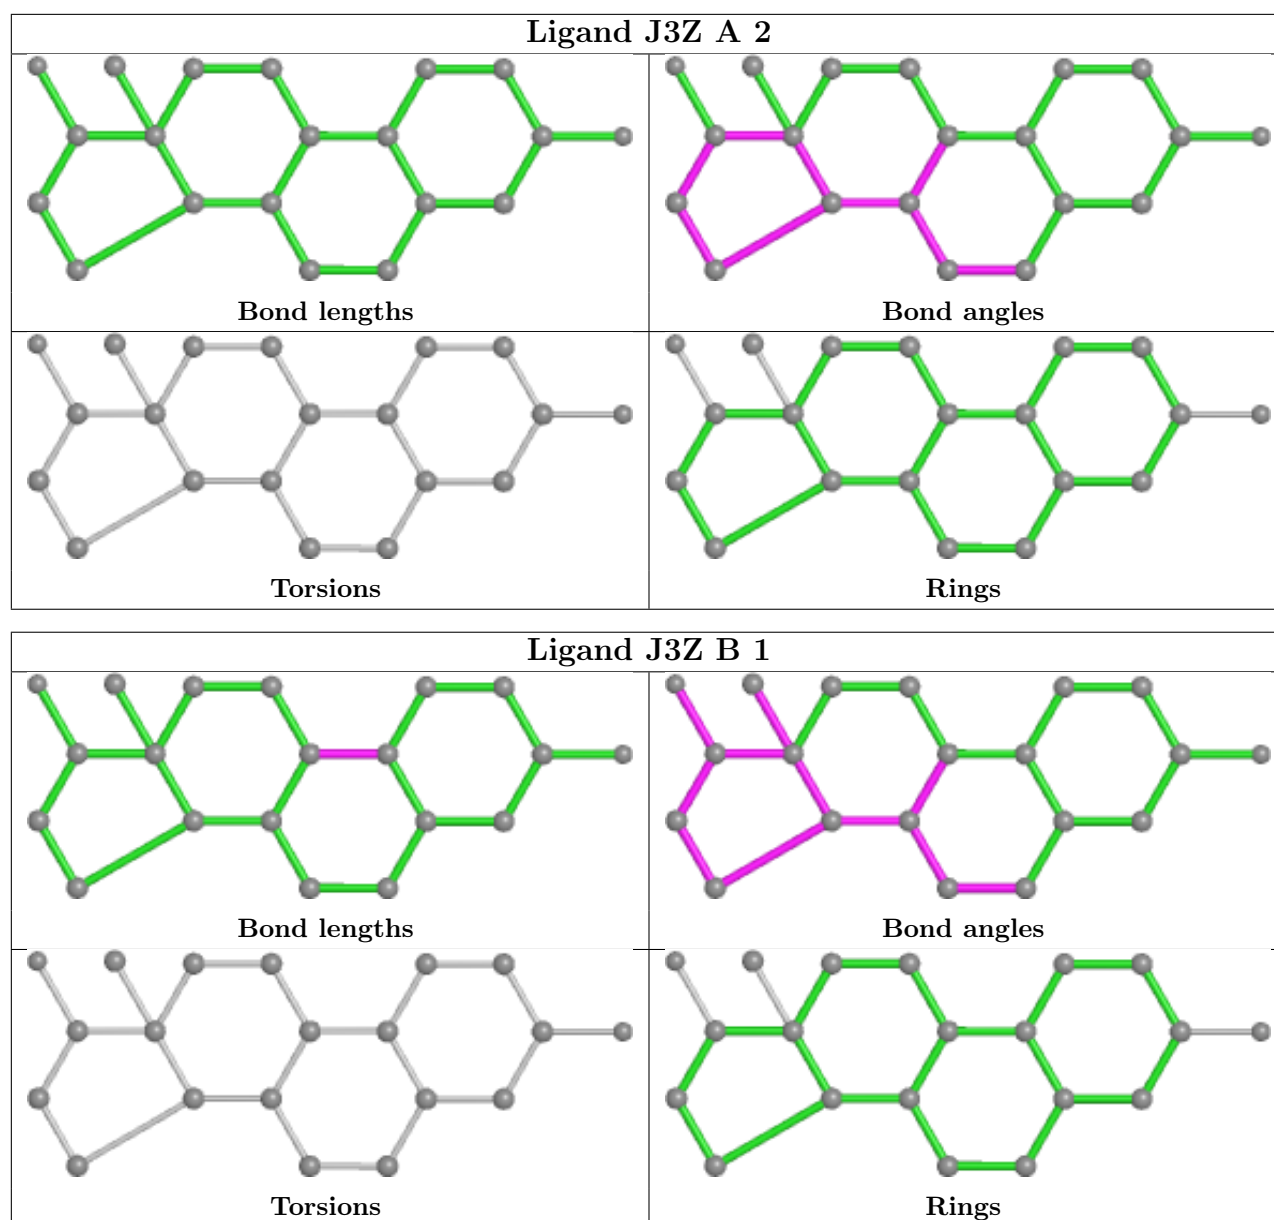 Ligand J3Z A 2
Bond lengths
Bond angles
Torsions
Rings
Ligand J3Z B 1
Bond lengths
Bond angles
Torsions
Rings